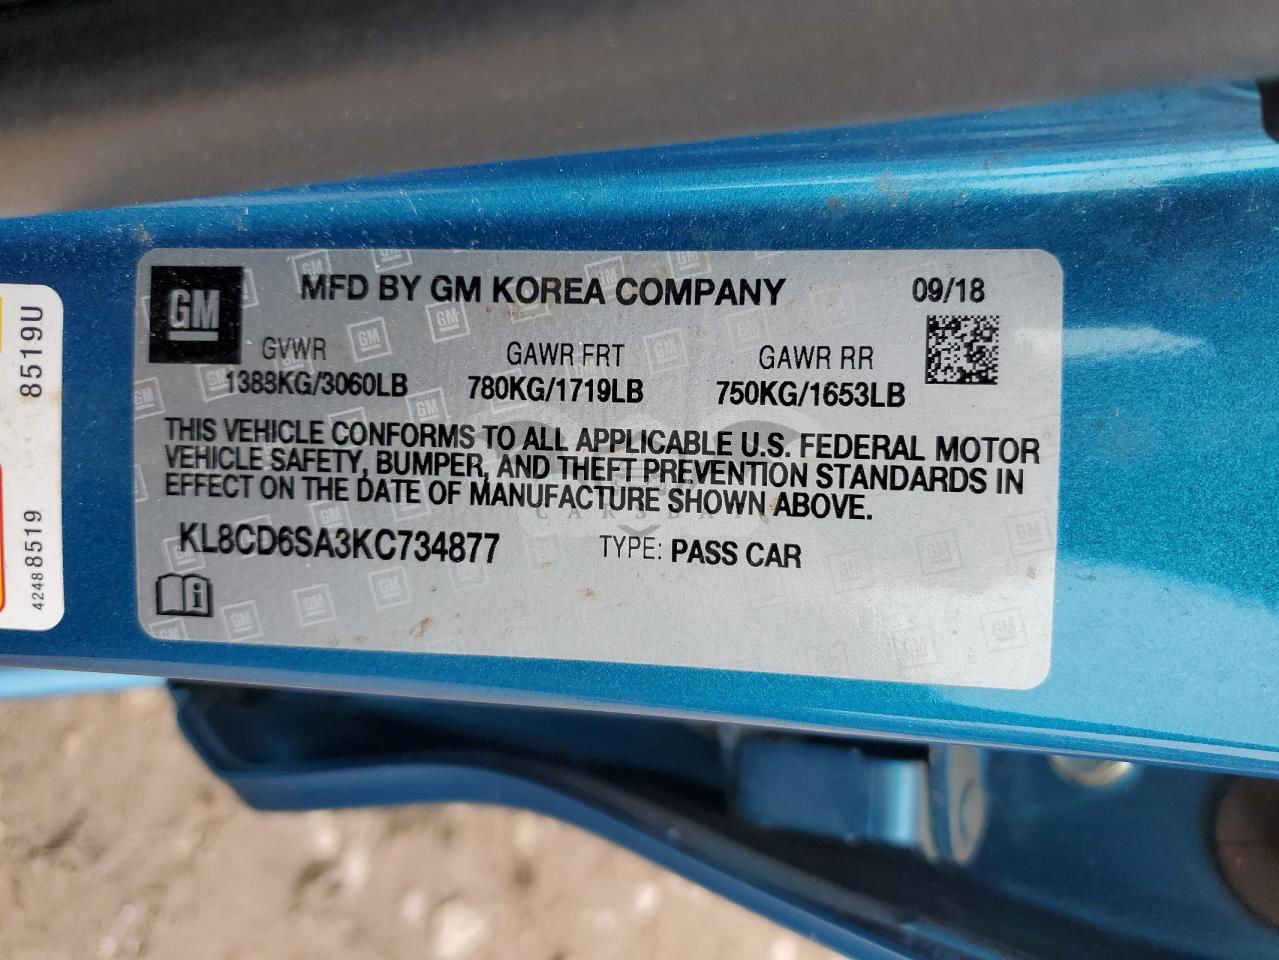 GM
MFD BY GM KOREA COMPANY 09/18
GVWR GAWR FRT GAWR RR
1383KG/3060LB 780KG/1719LB 750KG/1653LB
THIS VEHICLE CONFORMS TO ALL APPLICABLE U.S. FEDERAL MOTOR
VEHICLE SAFETY, BUMPER, AND THEFT PREVENTION STANDARDS IN
EFFECT ON THE DATE OF MANUFACTURE SHOWN ABOVE.
KL8CD6SA3KC734877 TYPE: PASS CAR
8519U
42488519